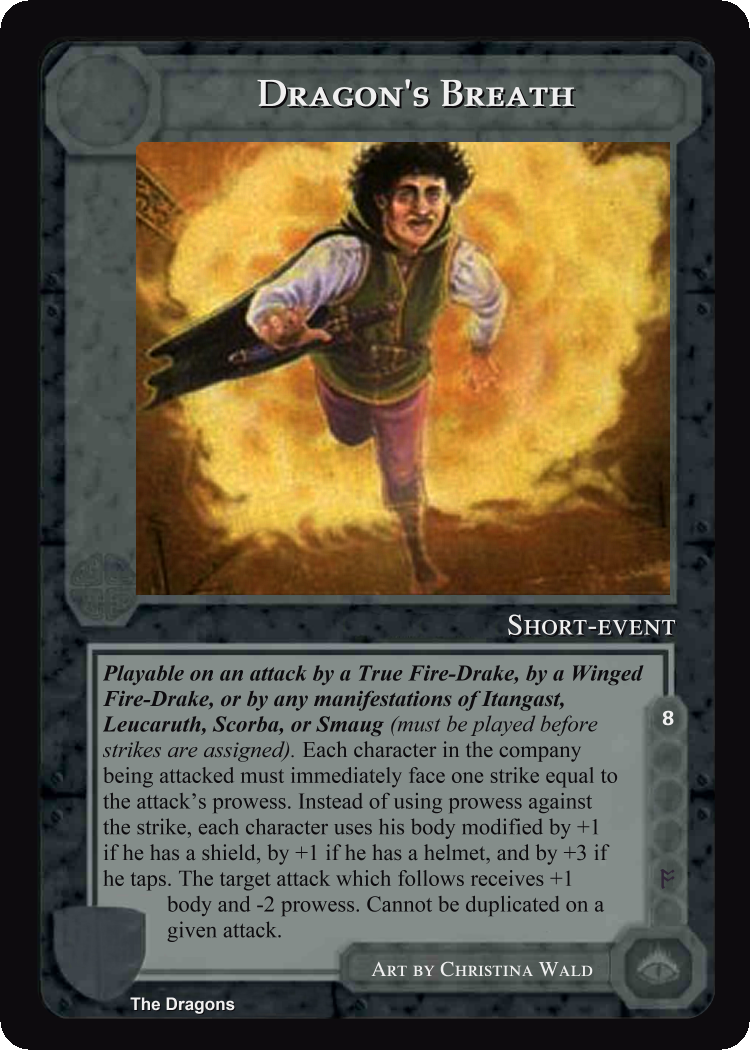 Dragon's Breath
Short-event
Playable on an attack by a True Fire-Drake, by a Winged
Fire-Drake, or by any manifestations of Itangast,
Leucaruth, Scorba, or Smaug (must be played before
strikes are assigned). Each character in the company
being attacked must immediately face one strike equal to
the attack's prowess. Instead of using prowess against
the strike, each character uses his body modified by +1
if he has a shield, by +1 if he has a helmet, and by +3 if
he taps. The target attack which follows receives +1
body and -2 prowess. Cannot be duplicated on a
given attack.
8
Art by Christina Wald
The Dragons